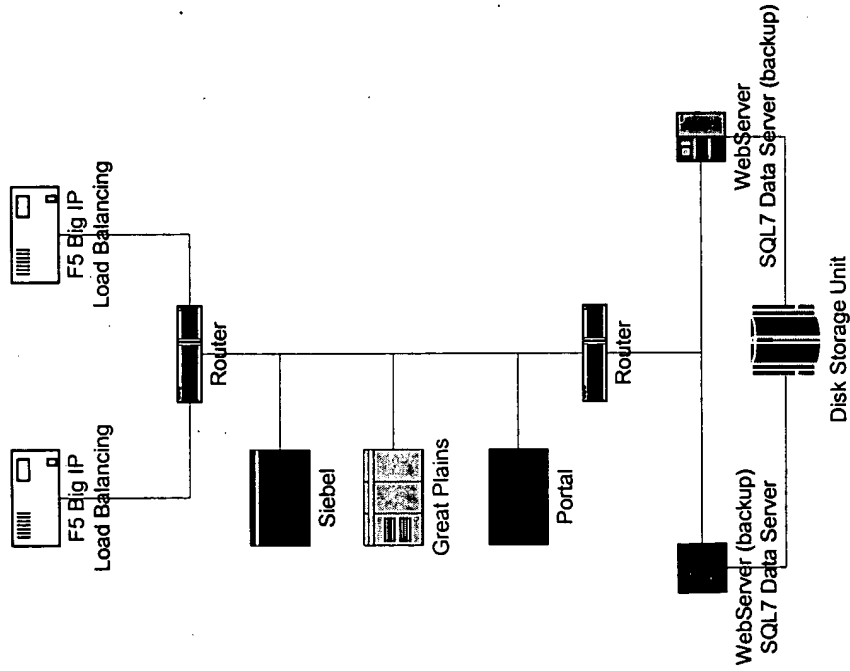 F5 Big IP
Load Balancing
F5 Big IP
Load Balancing
Router
Siebel
Great Plains
Portal
Router
WebServer (backup)
SQL7 Data Server
WebServer
SQL7 Data Server (backup)
Disk Storage Unit